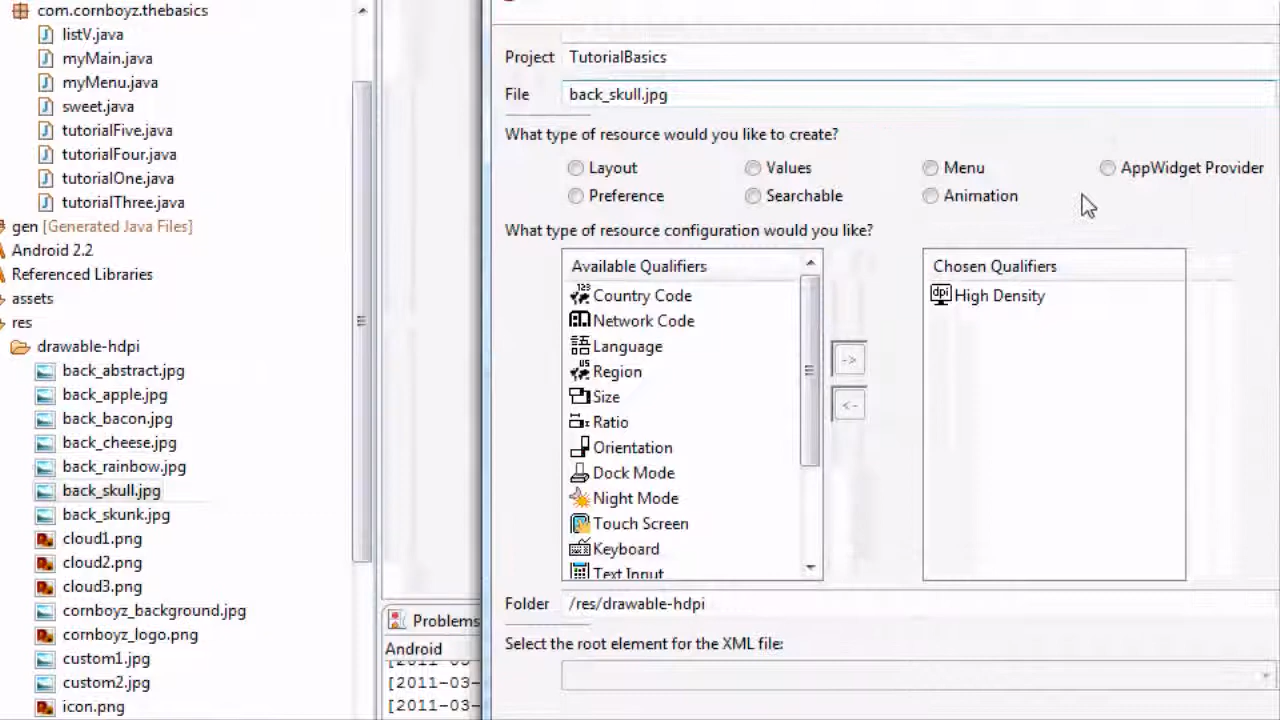 com.cornboyz.thebasics
listV.java
myMain.java
myMenu.java
sweet.java
tutorialFive.java
tutorialFour.java
tutorialOne.java
tutorialThree.java
gen [Generated Java Files]
Android 2.2
Referenced Libraries
assets
res
drawable-hdpi
back_abstract.jpg
back_apple.jpg
back_bacon.jpg
back_cheese.jpg
back_rainbow.jpg
back_skull.jpg
back_skunk.jpg
cloud1.png
cloud2.png
cloud3.png
cornboyz_background.jpg
cornboyz_logo.png
custom1.jpg
custom2.jpg
icon.png
Problems
Android
[2011-03-
[2011-03-
[2011-03-
Project TutorialBasics
File back_skull.jpg
What type of resource would you like to create?
Layout Values Menu AppWidget Provider
Preference Searchable Animation
What type of resource configuration would you like?
Available Qualifiers
Country Code
Network Code
Language
Region
Size
Ratio
Orientation
Dock Mode
Night Mode
Touch Screen
Keyboard
Text Input
->
<-
Chosen Qualifiers
High Density
Folder /res/drawable-hdpi
Select the root element for the XML file: